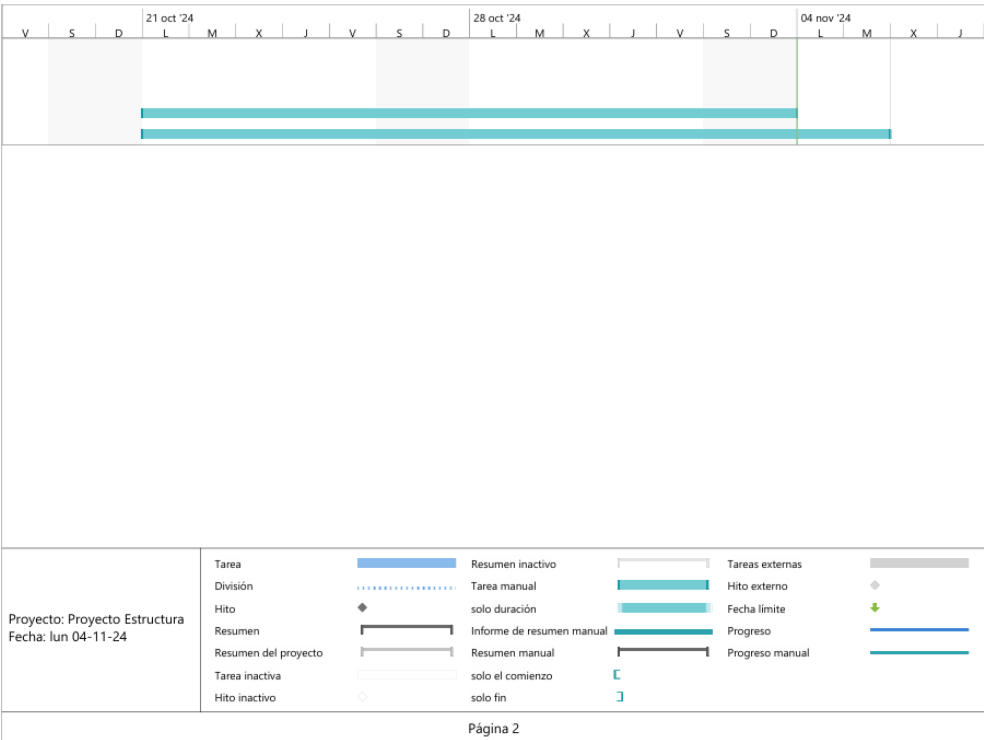 21 oct '24 28 oct '24 04 nov '24
V S D L M X J V S D L M X J V S D L M X J
Tarea Resumen inactivo Tareas externas
División Tarea manual Hito externo
Hito solo duración Fecha límite
Resumen Informe de resumen manual Progreso
Resumen del proyecto Resumen manual Progreso manual
Tarea inactiva solo el comienzo
Hito inactivo solo fin
Proyecto: Proyecto Estructura
Fecha: lun 04-11-24
Página 2